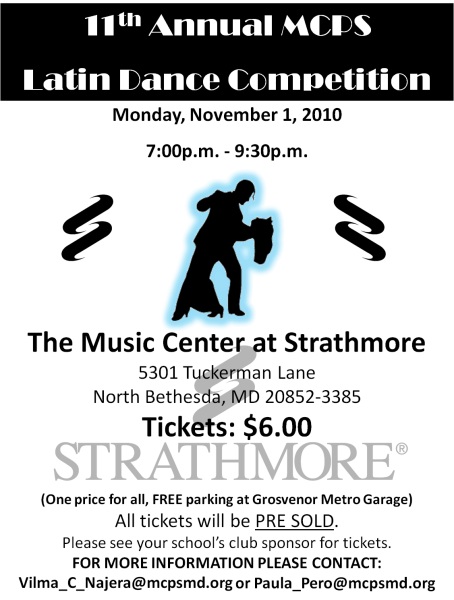 11th Annual MCPS
Latin Dance Competition
Monday, November 1, 2010
7:00p.m. - 9:30p.m.
The Music Center at Strathmore
5301 Tuckerman Lane
North Bethesda, MD 20852-3385
Tickets: $6.00
STRATHMORE®
(One price for all, FREE parking at Grosvenor Metro Garage)
All tickets will be PRE SOLD.
Please see your school's club sponsor for tickets.
FOR MORE INFORMATION PLEASE CONTACT:
Vilma_C_Najera@mcpsmd.org or Paula_Pero@mcpsmd.org